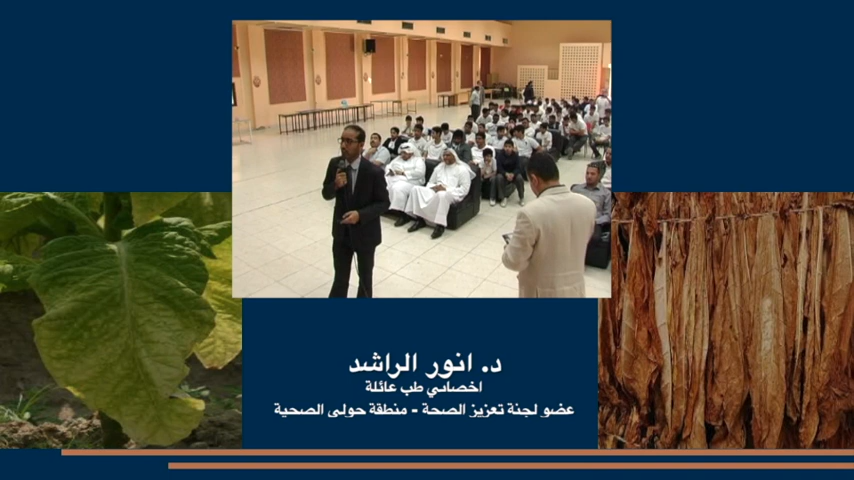 د. انور الراشد
اخصائي طب عائلة
عضو لجنة تعزيز الصحة - منطقة حولي الصحية